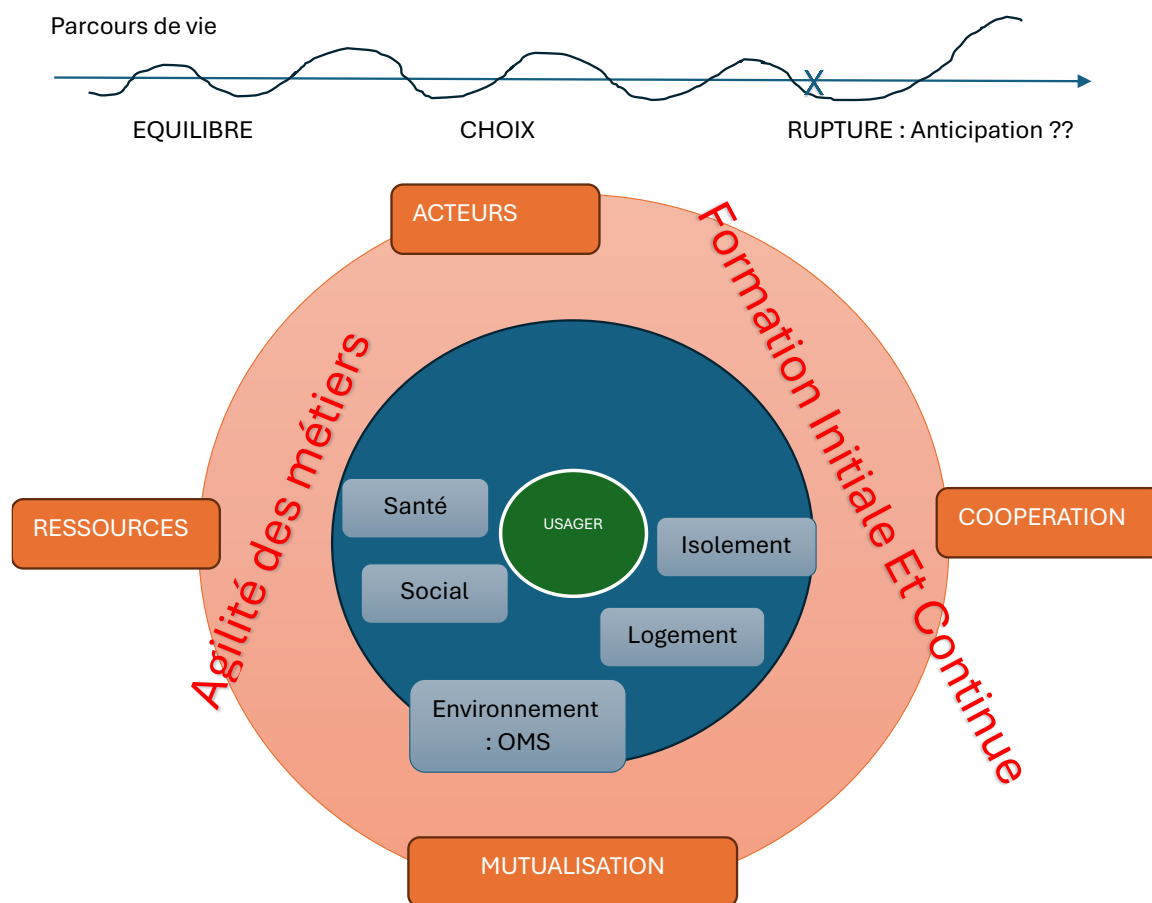 Parcours de vie
X
EQUILIBRE
CHOIX
RUPTURE : Anticipation ??
ACTEURS
Formation Initiale Et Continue
Agilité des métiers
RESSOURCES
COOPERATION
Santé
USAGER
Isolement
Social
Logement
Environnement
: OMS
MUTUALISATION